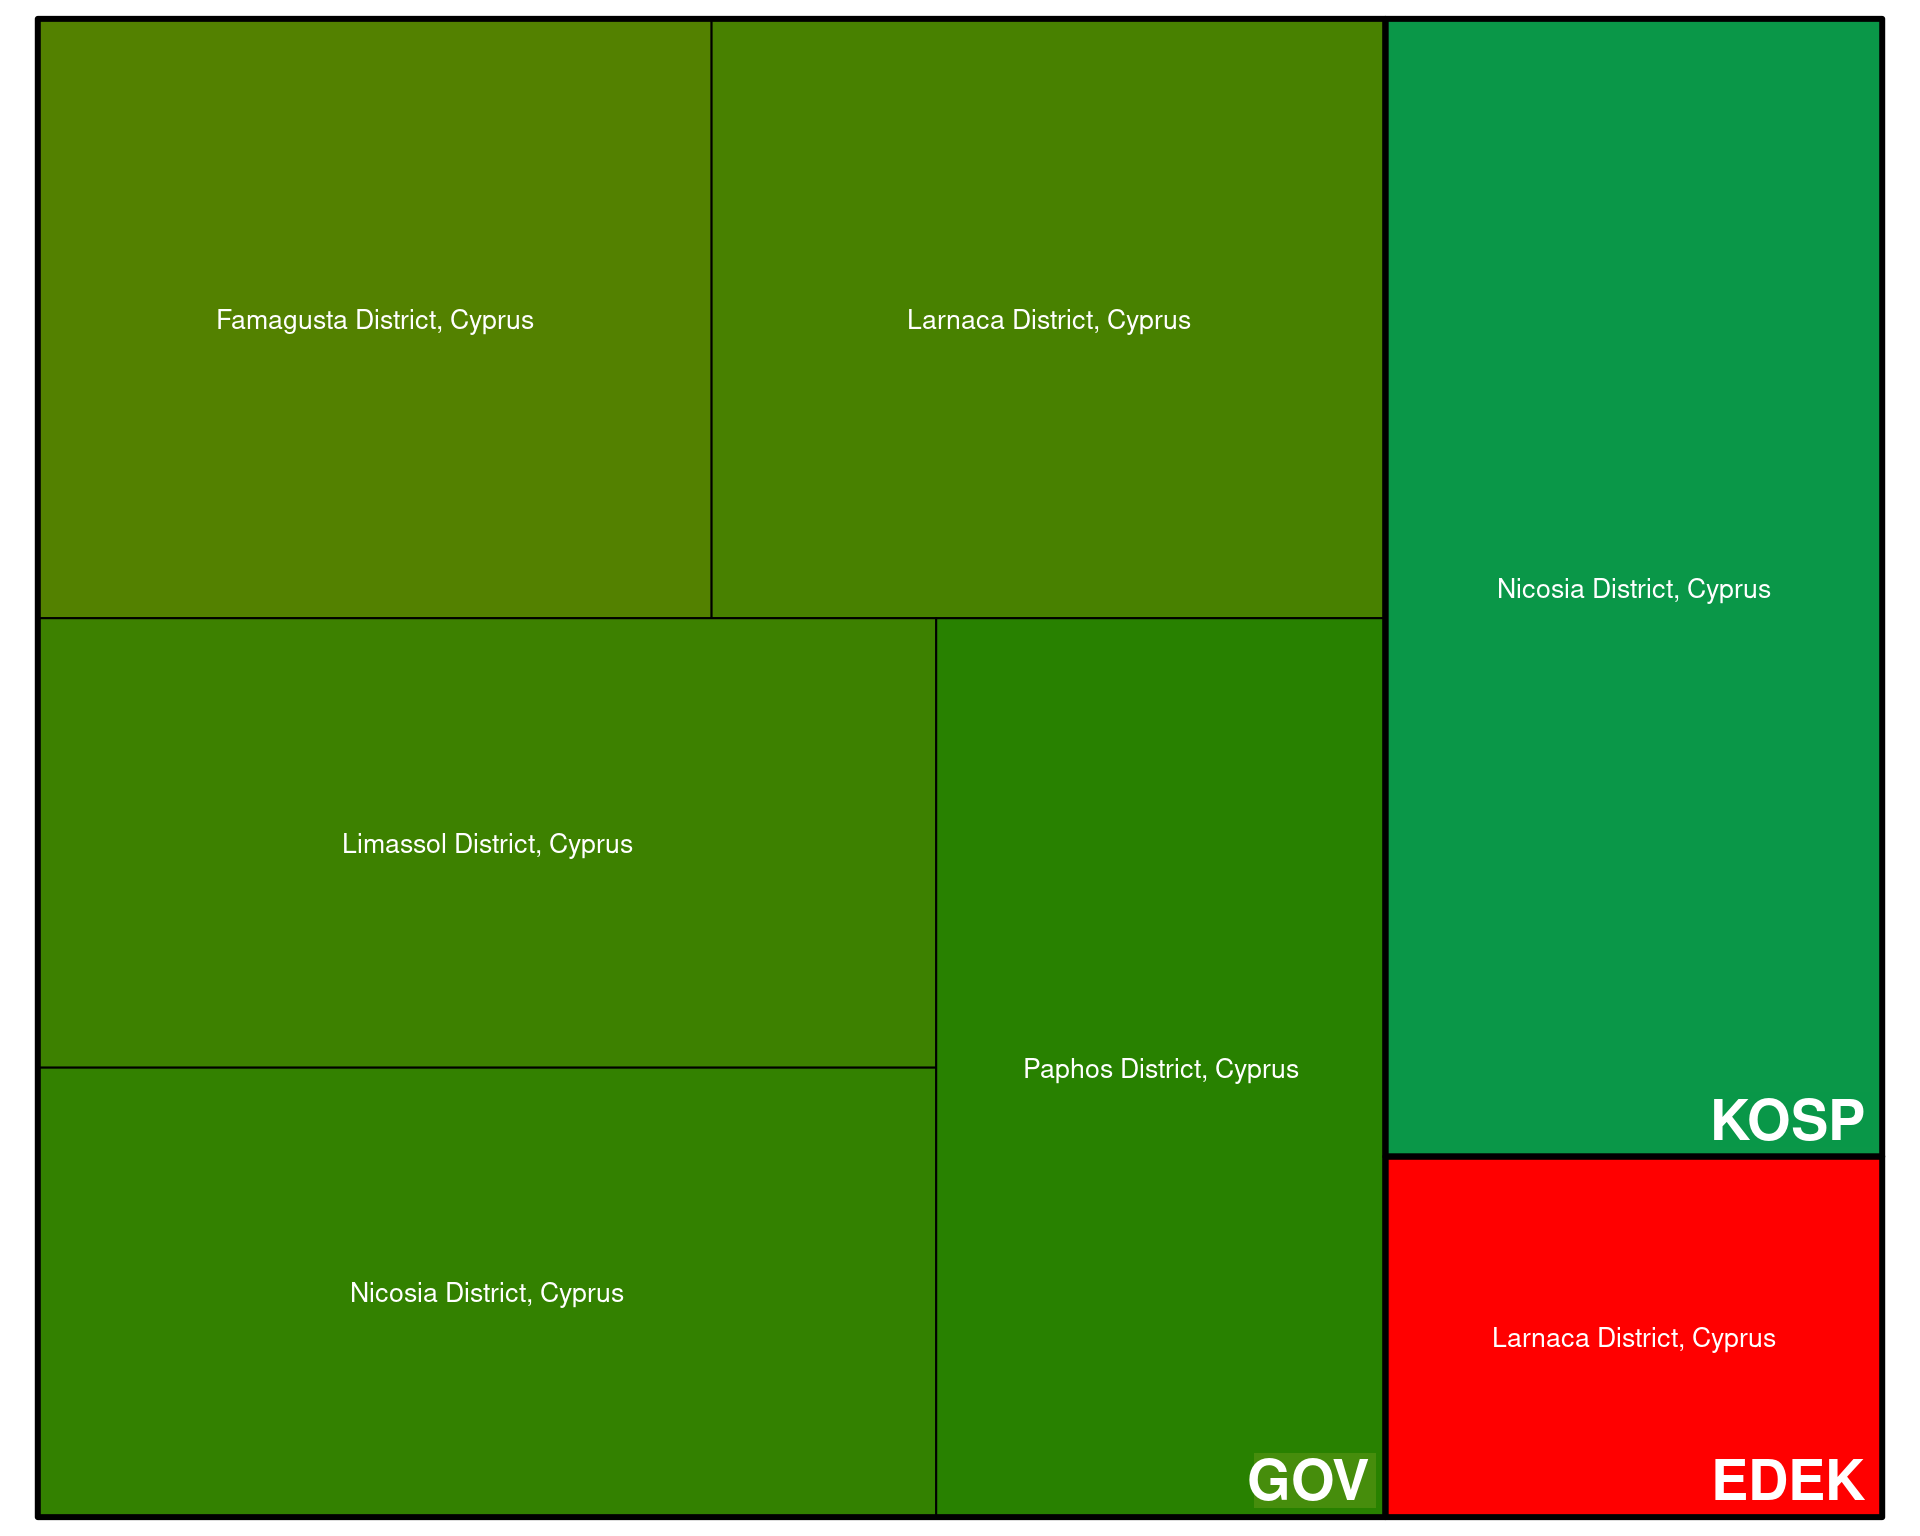 Famagusta District, Cyprus
Larnaca District, Cyprus
Limassol District, Cyprus
Nicosia District, Cyprus
Paphos District, Cyprus
GOV
Nicosia District, Cyprus
KOSP
Larnaca District, Cyprus
EDEK